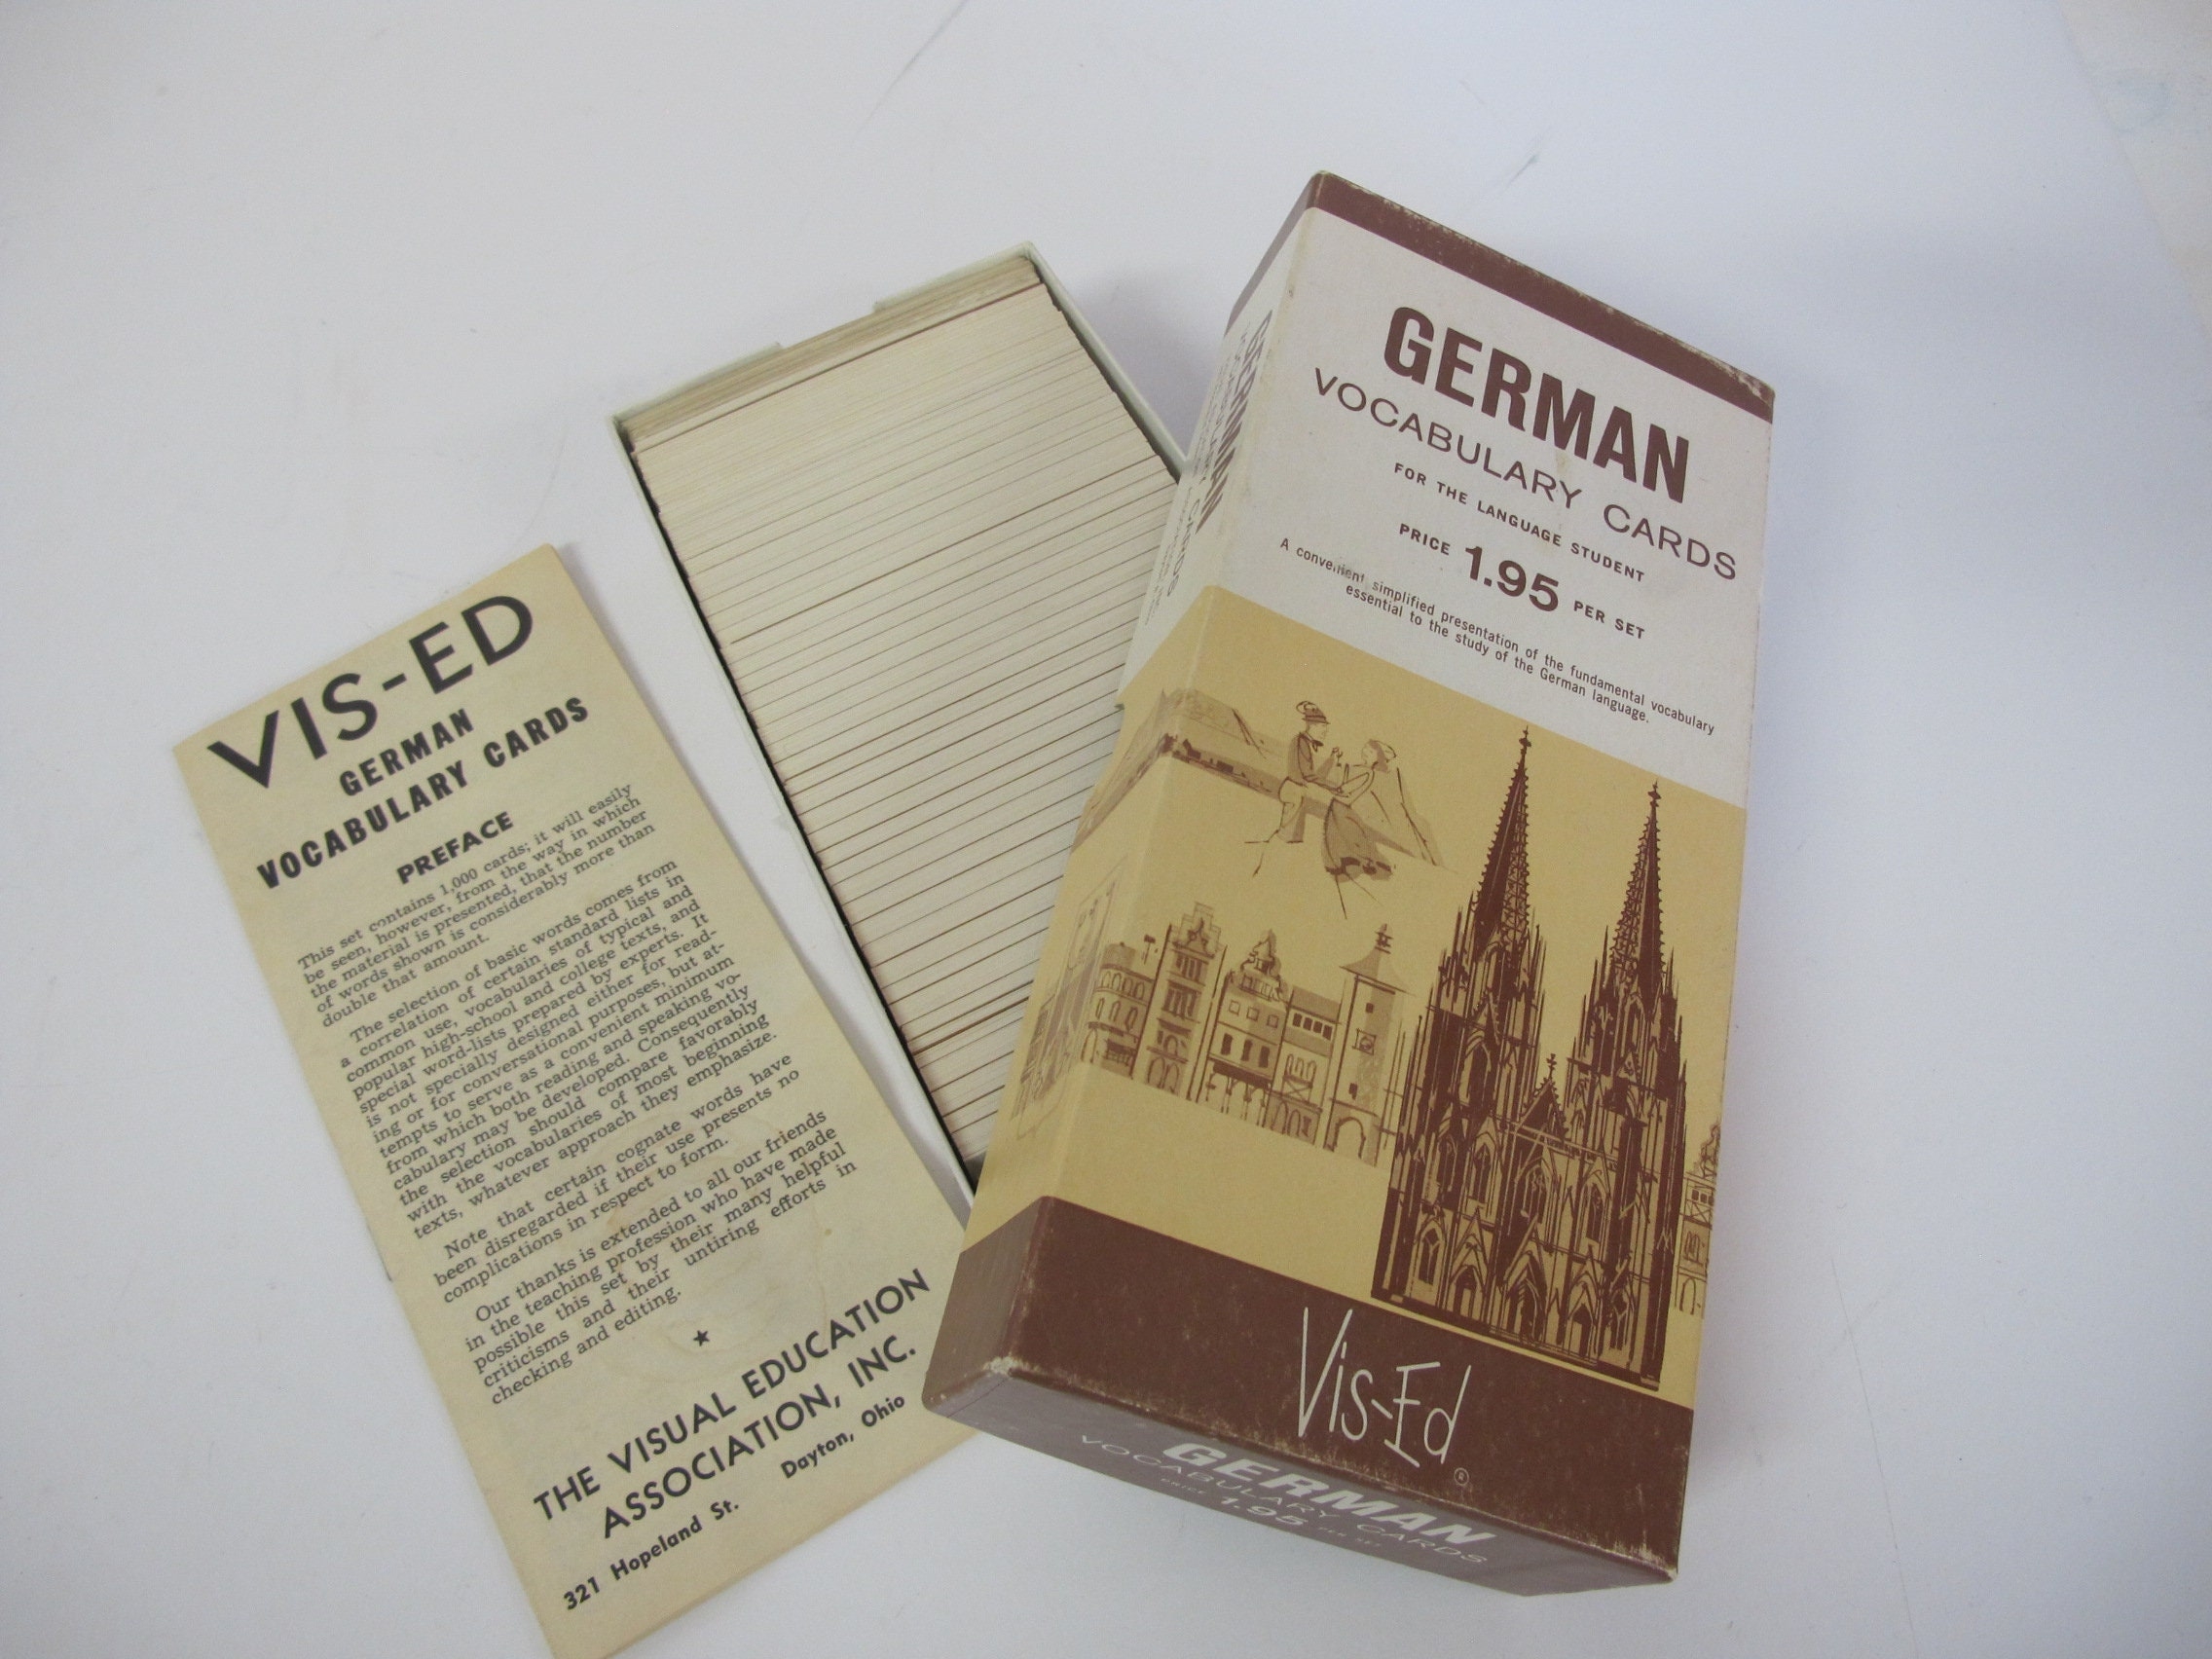 VIS-ED
GERMAN
VOCABULARY CARDS
PREFACE
This set contains 1,000 cards; it will easily
be seen, however, from the way in which
the material is presented, that the number
of words shown is considerably more than
double that amount.
The selection of basic words comes from
a correlation of certain standard lists in
common use, vocabularies of typical and
popular high-school and college texts, and
special word-lists prepared by experts. It
is not specially designed either for read-
ing or for conversational purposes, but at-
tempts to serve as a convenient minimum
from which both reading and speaking vo-
cabulary may be developed. Consequently
the selection should compare favorably
with the vocabularies of most beginning
texts, whatever approach they emphasize.
Note that certain cognate words have
been disregarded if their use presents no
complications in respect to form.
Our thanks is extended to all our friends
in the teaching profession who have made
possible this set by their many helpful
criticisms and their untiring efforts in
checking and editing.
THE VISUAL EDUCATION
ASSOCIATION, INC.
321 Hopeland St. Dayton, Ohio
GERMAN
VOCABULARY CARDS
FOR THE LANGUAGE STUDENT
PRICE 1.95 PER SET
A convenient simplified presentation of the fundamental vocabulary
essential to the study of the German language.
Vis-Ed ®
GERMAN
VOCABULARY CARDS
PRICE 1.95 PER SET
GERMAN